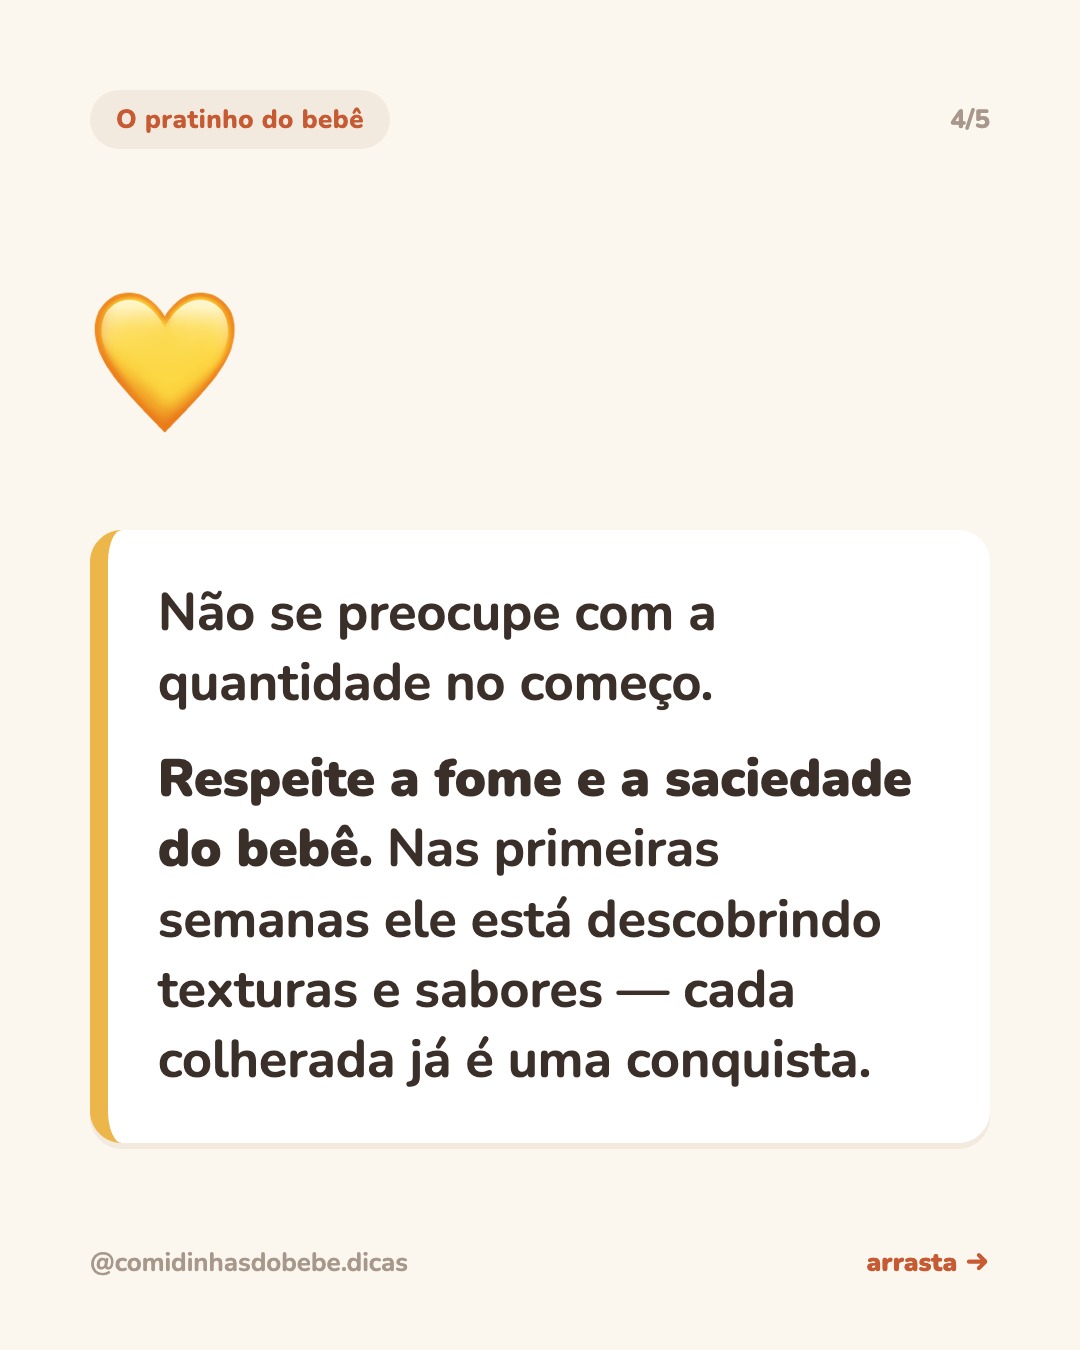 O pratinho do bebê
4/5
Não se preocupe com a
quantidade no começo.
Respeite a fome e a saciedade
do bebê. Nas primeiras
semanas ele está descobrindo
texturas e sabores — cada
colherada já é uma conquista.
@comidinhasdobebe.dicas
arrasta →